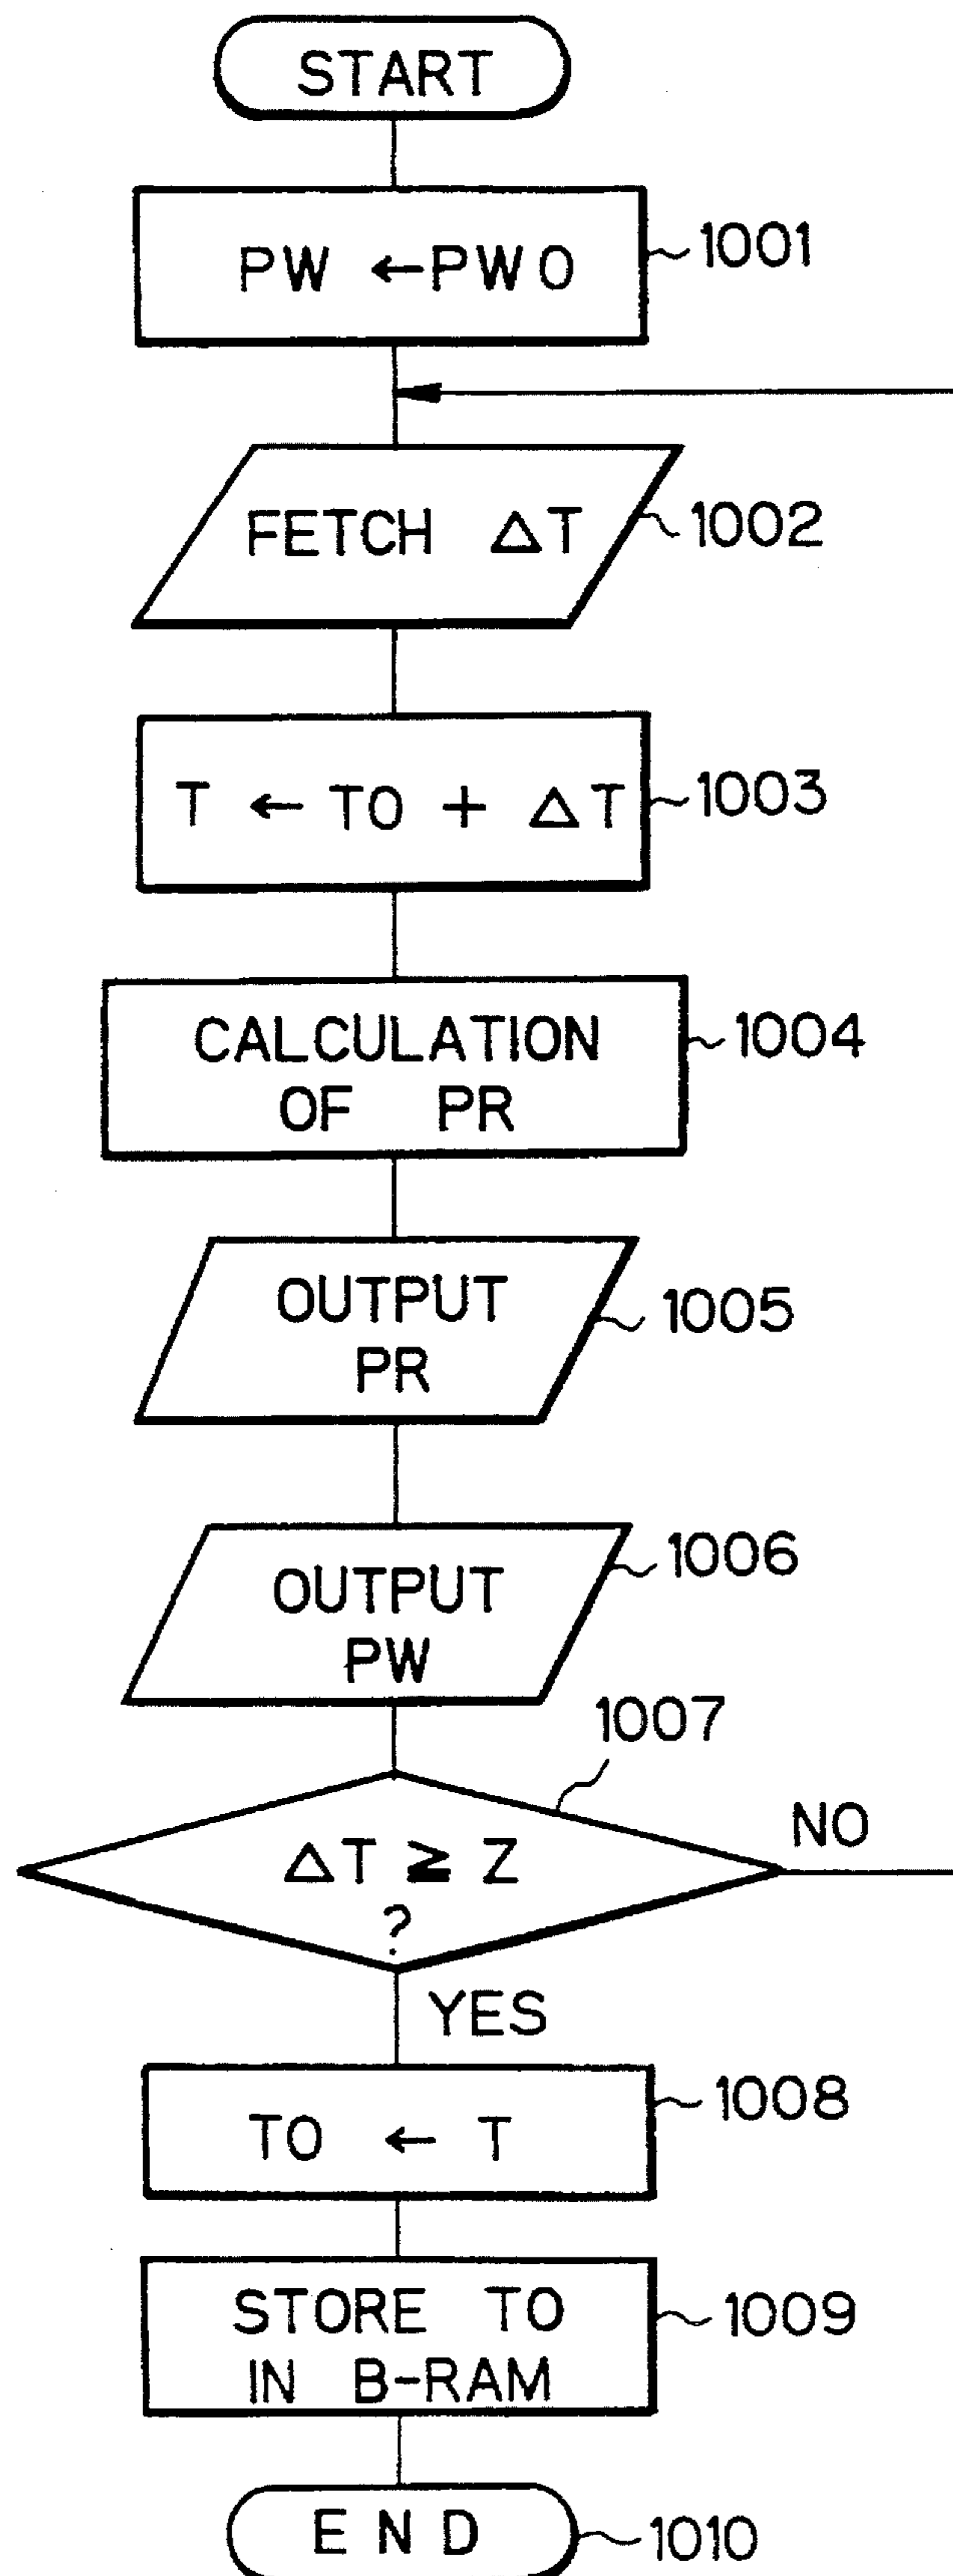 START
PW ← PW0
1001
FETCH ΔT
1002
T ← T0 + ΔT
1003
CALCULATION
OF PR
1004
OUTPUT
PR
1005
OUTPUT
PW
1006
1007
ΔT ≧ Z
?
NO
YES
T0 ← T
1008
STORE T0
IN B-RAM
1009
END
1010